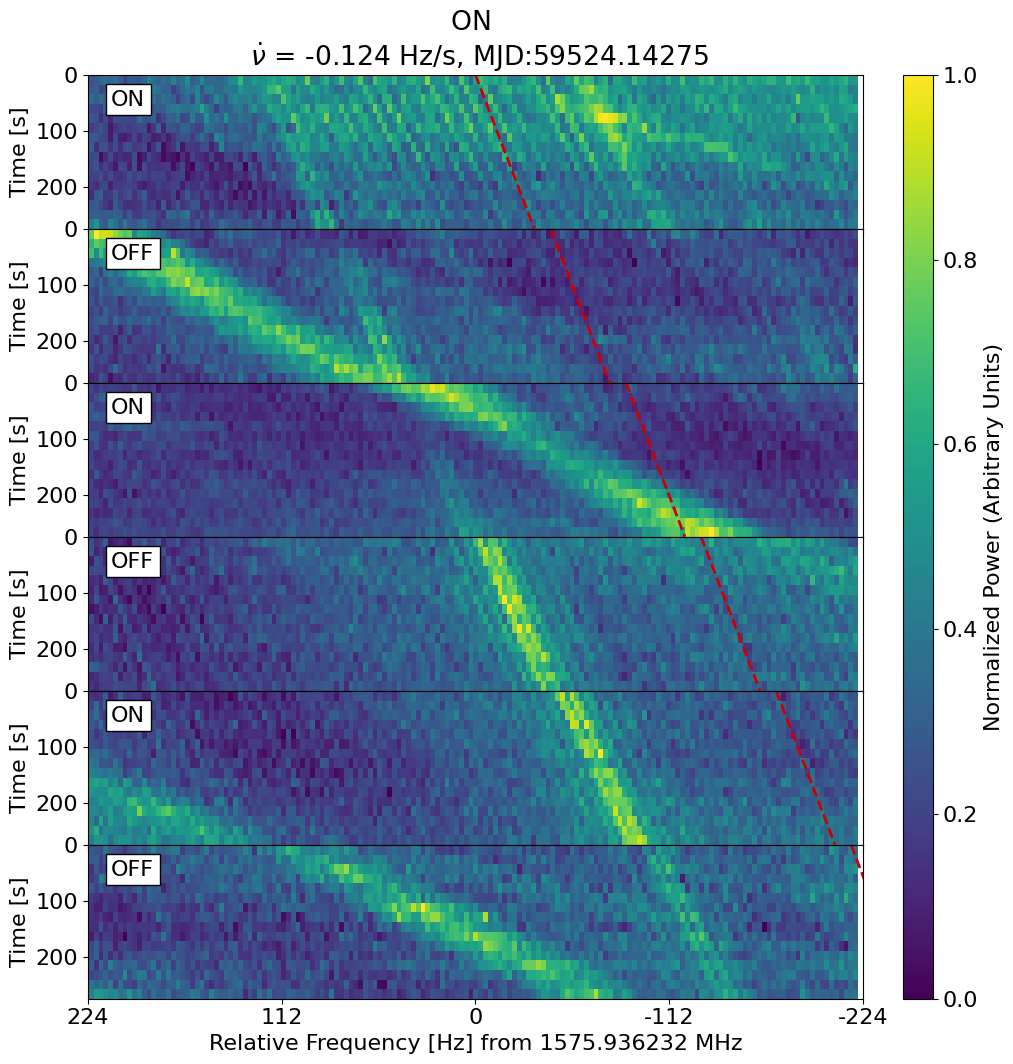 ON
ν̇ = -0.124 Hz/s, MJD:59524.14275
0
ON
100
Time [s]
200
0
OFF
100
Time [s]
200
0
ON
100
Time [s]
200
0
OFF
100
Time [s]
200
0
ON
100
Time [s]
200
0
OFF
100
Time [s]
200
224 112 0 -112 -224
Relative Frequency [Hz] from 1575.936232 MHz
1.0
0.8
0.6
0.4
0.2
0.0
Normalized Power (Arbitrary Units)